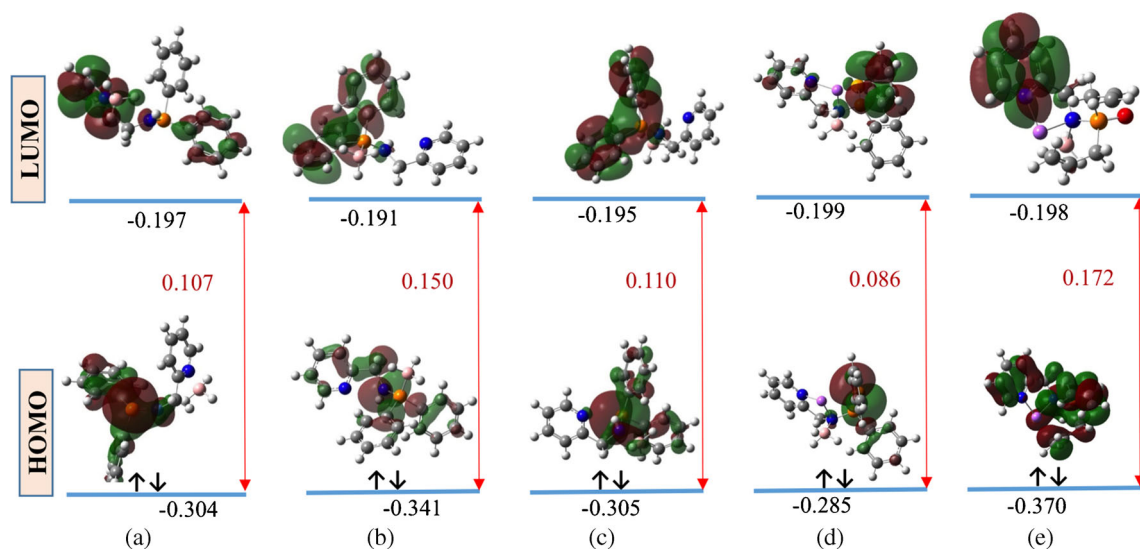 LUMO
-0.197
-0.191
-0.195
-0.199
-0.198
0.107
0.150
0.110
0.086
0.172
HOMO
-0.304
-0.341
-0.305
-0.285
-0.370
(a)
(b)
(c)
(d)
(e)